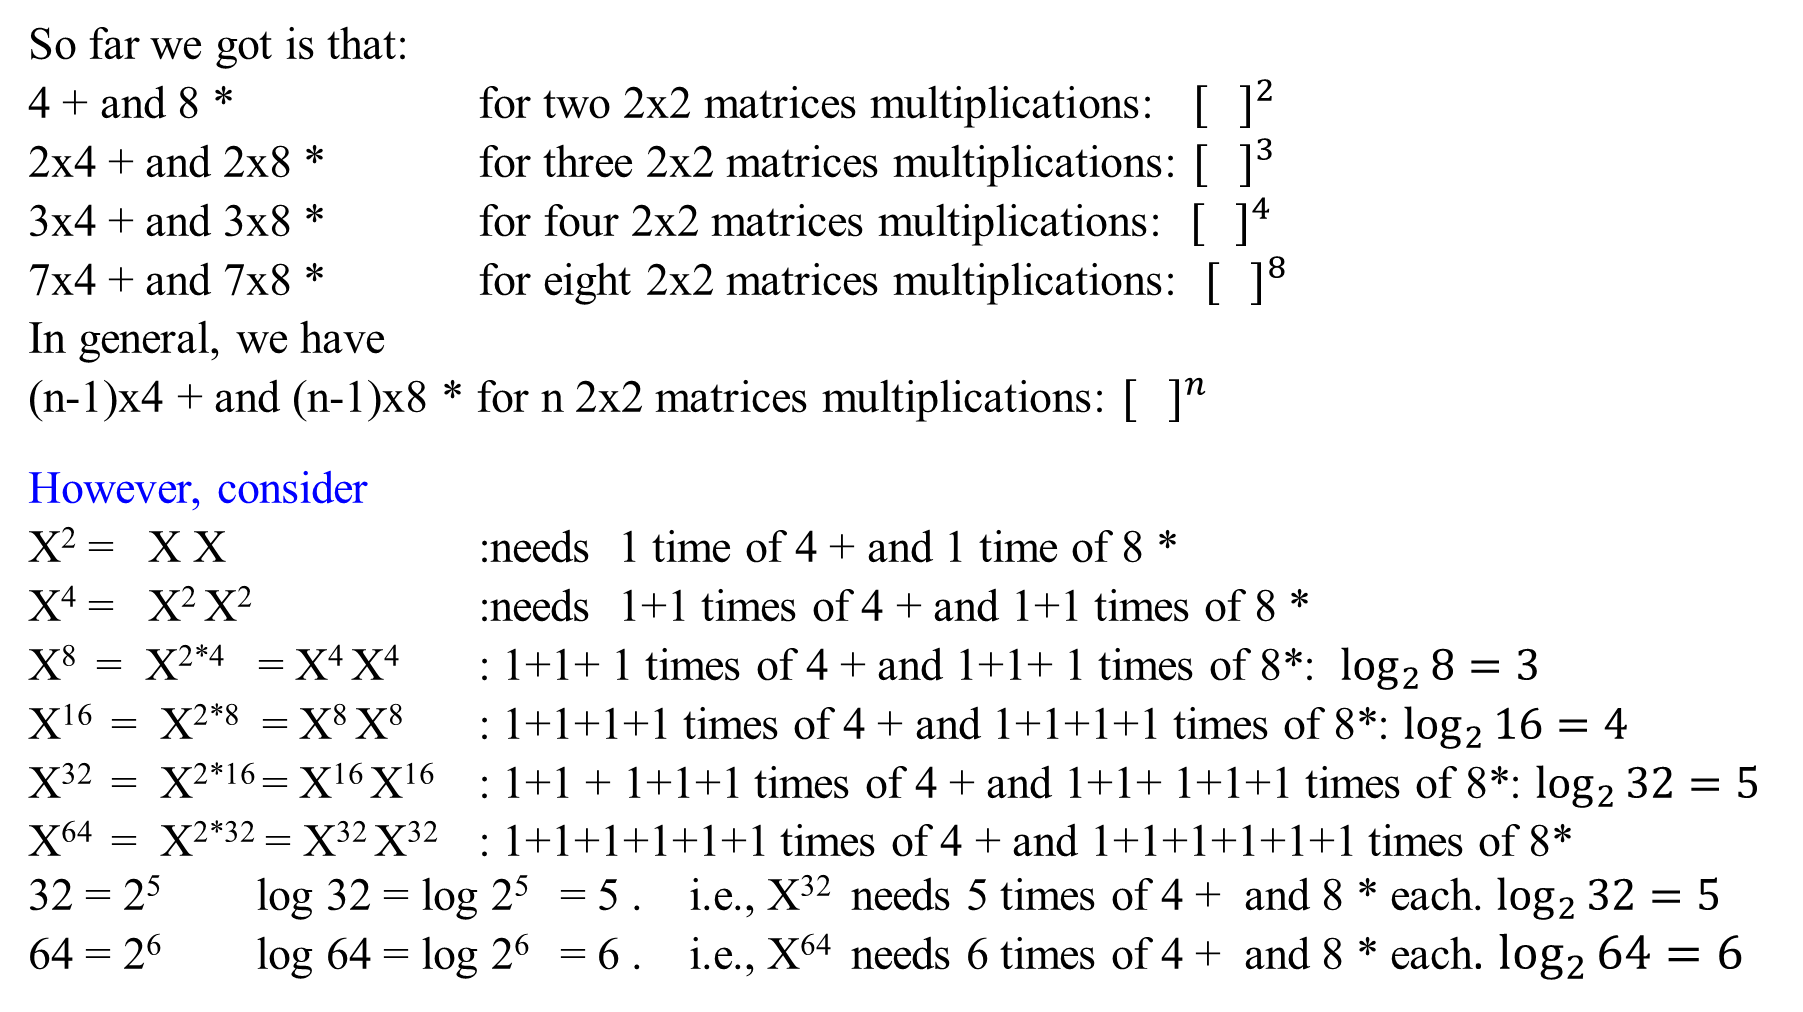 So far we got is that:
4 + and 8 * for two 2x2 matrices multiplications: [ ]²
2x4 + and 2x8 * for three 2x2 matrices multiplications: [ ]³
3x4 + and 3x8 * for four 2x2 matrices multiplications: [ ]⁴
7x4 + and 7x8 * for eight 2x2 matrices multiplications: [ ]⁸
In general, we have
(n-1)x4 + and (n-1)x8 * for n 2x2 matrices multiplications: [ ]ⁿ
However, consider
X² = X X :needs 1 time of 4 + and 1 time of 8 *
X⁴ = X² X² :needs 1+1 times of 4 + and 1+1 times of 8 *
X⁸ = X²*⁴ = X⁴ X⁴ : 1+1+ 1 times of 4 + and 1+1+ 1 times of 8*: log₂ 8 = 3
X¹⁶ = X²*⁸ = X⁸ X⁸ : 1+1+1+1 times of 4 + and 1+1+1+1 times of 8*: log₂ 16 = 4
X³² = X²*¹⁶ = X¹⁶ X¹⁶ : 1+1 + 1+1+1 times of 4 + and 1+1+ 1+1+1 times of 8*: log₂ 32 = 5
X⁶⁴ = X²*³² = X³² X³² : 1+1+1+1+1+1 times of 4 + and 1+1+1+1+1+1 times of 8*
32 = 2⁵ log 32 = log 2⁵ = 5 . i.e., X³² needs 5 times of 4 + and 8 * each. log₂ 32 = 5
64 = 2⁶ log 64 = log 2⁶ = 6 . i.e., X⁶⁴ needs 6 times of 4 + and 8 * each. log₂ 64 = 6